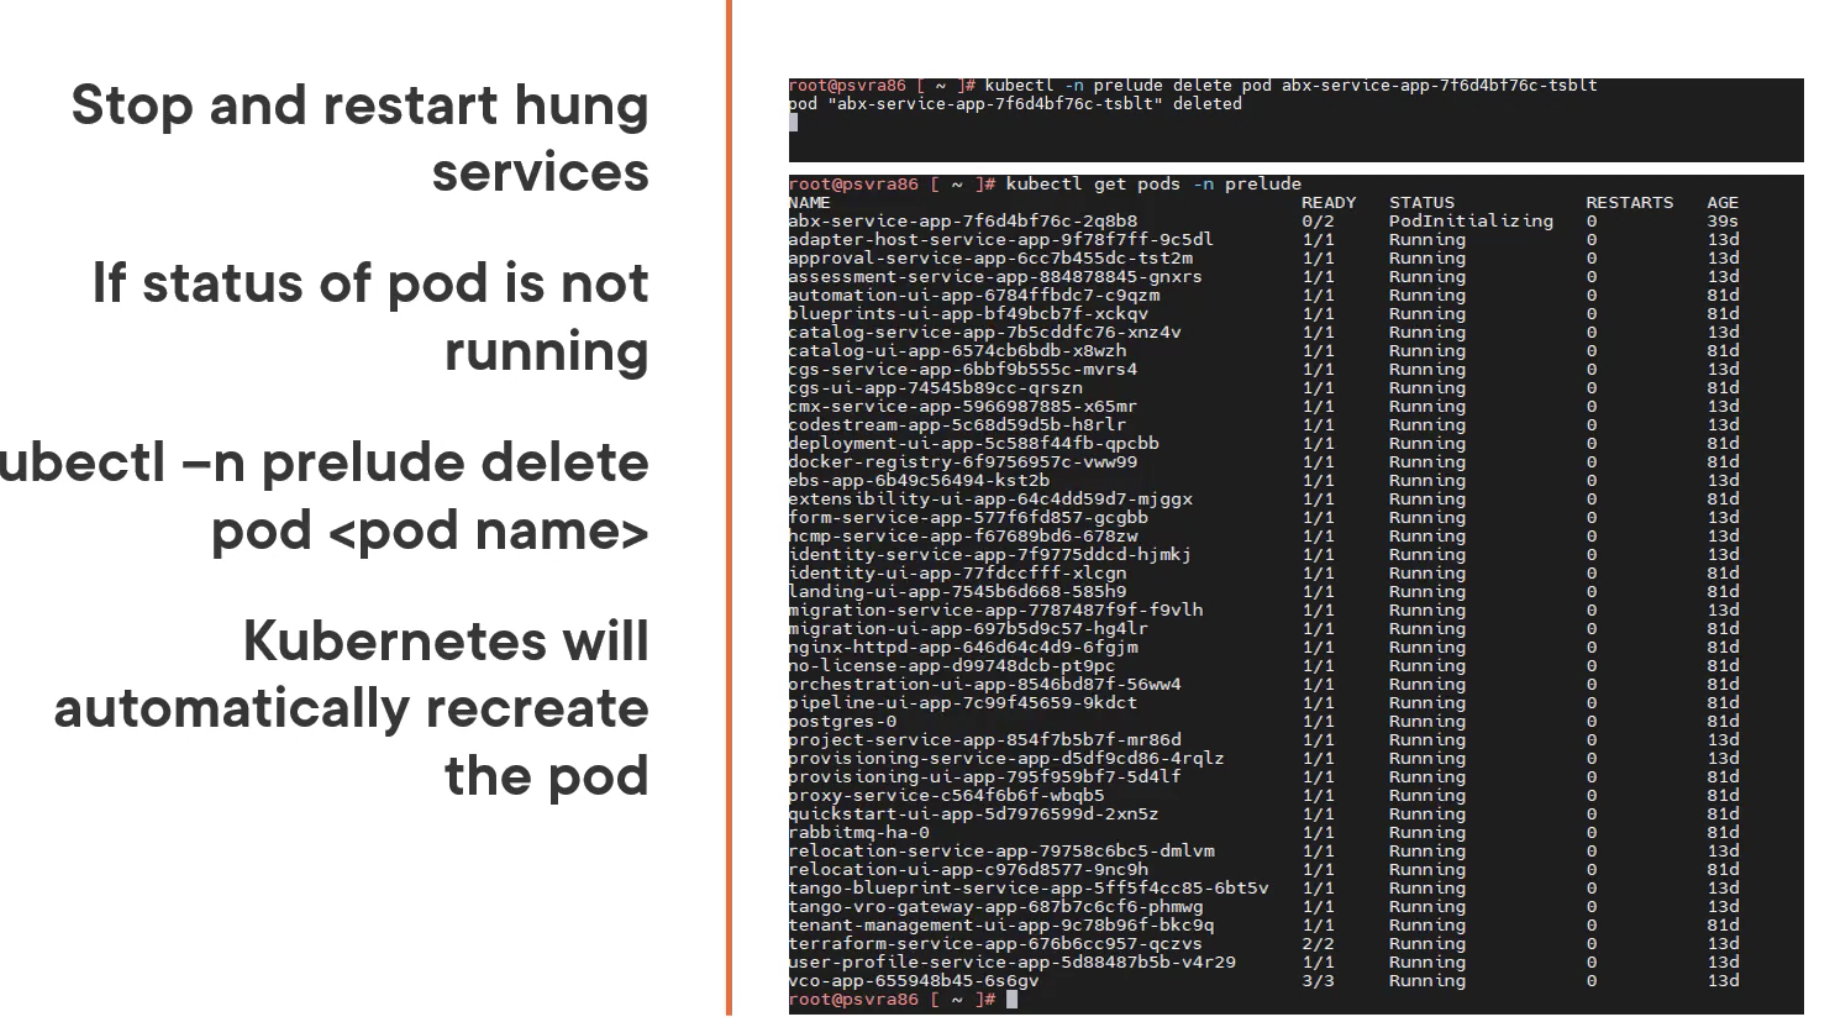 Stop and restart hung
services
If status of pod is not
running
ubectl –n prelude delete
pod <pod name>
Kubernetes will
automatically recreate
the pod
root@psvra86 [ ~ ]# kubectl -n prelude delete pod abx-service-app-7f6d4bf76c-tsblt
pod "abx-service-app-7f6d4bf76c-tsblt" deleted
root@psvra86 [ ~ ]# kubectl get pods -n prelude
NAME READY STATUS RESTARTS AGE
abx-service-app-7f6d4bf76c-2q8b8 0/2 PodInitializing 0 39s
adapter-host-service-app-9f78f7ff-9c5dl 1/1 Running 0 13d
approval-service-app-6cc7b455dc-tst2m 1/1 Running 0 13d
assessment-service-app-884878845-gnxrs 1/1 Running 0 13d
automation-ui-app-6784ffbdc7-c9qzm 1/1 Running 0 81d
blueprints-ui-app-bf49bcb7f-xckqv 1/1 Running 0 81d
catalog-service-app-7b5cddfc76-xnz4v 1/1 Running 0 13d
catalog-ui-app-6574cb6bdb-x8wzh 1/1 Running 0 81d
cgs-service-app-6bbf9b555c-mvrs4 1/1 Running 0 13d
cgs-ui-app-74545b89cc-qrszn 1/1 Running 0 81d
cmx-service-app-5966987885-x65mr 1/1 Running 0 13d
codestream-app-5c68d59d5b-h8rlr 1/1 Running 0 13d
deployment-ui-app-5c588f44fb-qpcbb 1/1 Running 0 81d
docker-registry-6f9756957c-vww99 1/1 Running 0 81d
ebs-app-6b49c56494-kst2b 1/1 Running 0 13d
extensibility-ui-app-64c4dd59d7-mjggx 1/1 Running 0 81d
form-service-app-577f6fd857-gcgbb 1/1 Running 0 13d
hcmp-service-app-f67689bd6-678zw 1/1 Running 0 13d
identity-service-app-7f9775ddcd-hjmkj 1/1 Running 0 13d
identity-ui-app-77fdccfff-xlcgn 1/1 Running 0 81d
landing-ui-app-7545b6d668-585h9 1/1 Running 0 81d
migration-service-app-7787487f9f-f9vlh 1/1 Running 0 13d
migration-ui-app-697b5d9c57-hg4lr 1/1 Running 0 81d
nginx-httpd-app-646d64c4d9-6fgjm 1/1 Running 0 81d
no-license-app-d99748dcb-pt9pc 1/1 Running 0 81d
orchestration-ui-app-8546bd87f-56ww4 1/1 Running 0 81d
pipeline-ui-app-7c99f45659-9kdct 1/1 Running 0 81d
postgres-0 1/1 Running 0 81d
project-service-app-854f7b5b7f-mr86d 1/1 Running 0 13d
provisioning-service-app-d5df9cd86-4rqlz 1/1 Running 0 13d
provisioning-ui-app-795f959bf7-5d4lf 1/1 Running 0 81d
proxy-service-c564f6b6f-wbqb5 1/1 Running 0 81d
quickstart-ui-app-5d7976599d-2xn5z 1/1 Running 0 81d
rabbitmq-ha-0 1/1 Running 0 81d
relocation-service-app-79758c6bc5-dmlvm 1/1 Running 0 13d
relocation-ui-app-c976d8577-9nc9h 1/1 Running 0 81d
tango-blueprint-service-app-5ff5f4cc85-6bt5v 1/1 Running 0 13d
tango-vro-gateway-app-687b7c6cf6-phmwg 1/1 Running 0 13d
tenant-management-ui-app-9c78b96f-bkc9q 1/1 Running 0 81d
terraform-service-app-676b6cc957-qczvs 2/2 Running 0 13d
user-profile-service-app-5d88487b5b-v4r29 1/1 Running 0 13d
vco-app-655948b45-6s6gv 3/3 Running 0 13d
root@psvra86 [ ~ ]#